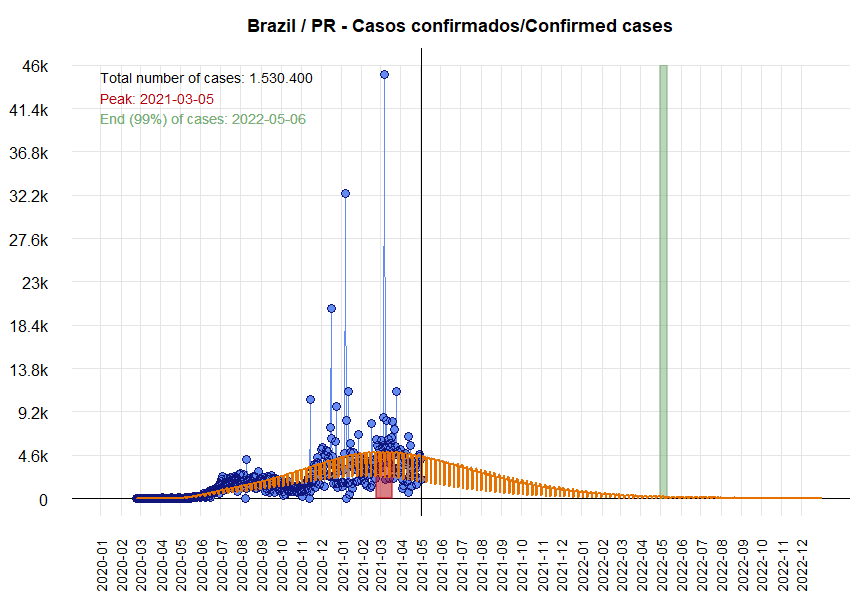 Brazil / PR - Casos confirmados/Confirmed cases
46k
Total number of cases: 1.530.400
Peak: 2021-03-05
End (99%) of cases: 2022-05-06
41.4k
36.8k
32.2k
27.6k
23k
18.4k
13.8k
9.2k
4.6k
0
2020-01
2020-02
2020-03
2020-04
2020-05
2020-06
2020-07
2020-08
2020-09
2020-10
2020-11
2020-12
2021-01
2021-02
2021-03
2021-04
2021-05
2021-06
2021-07
2021-08
2021-09
2021-10
2021-11
2021-12
2022-01
2022-02
2022-03
2022-04
2022-05
2022-06
2022-07
2022-08
2022-09
2022-10
2022-11
2022-12